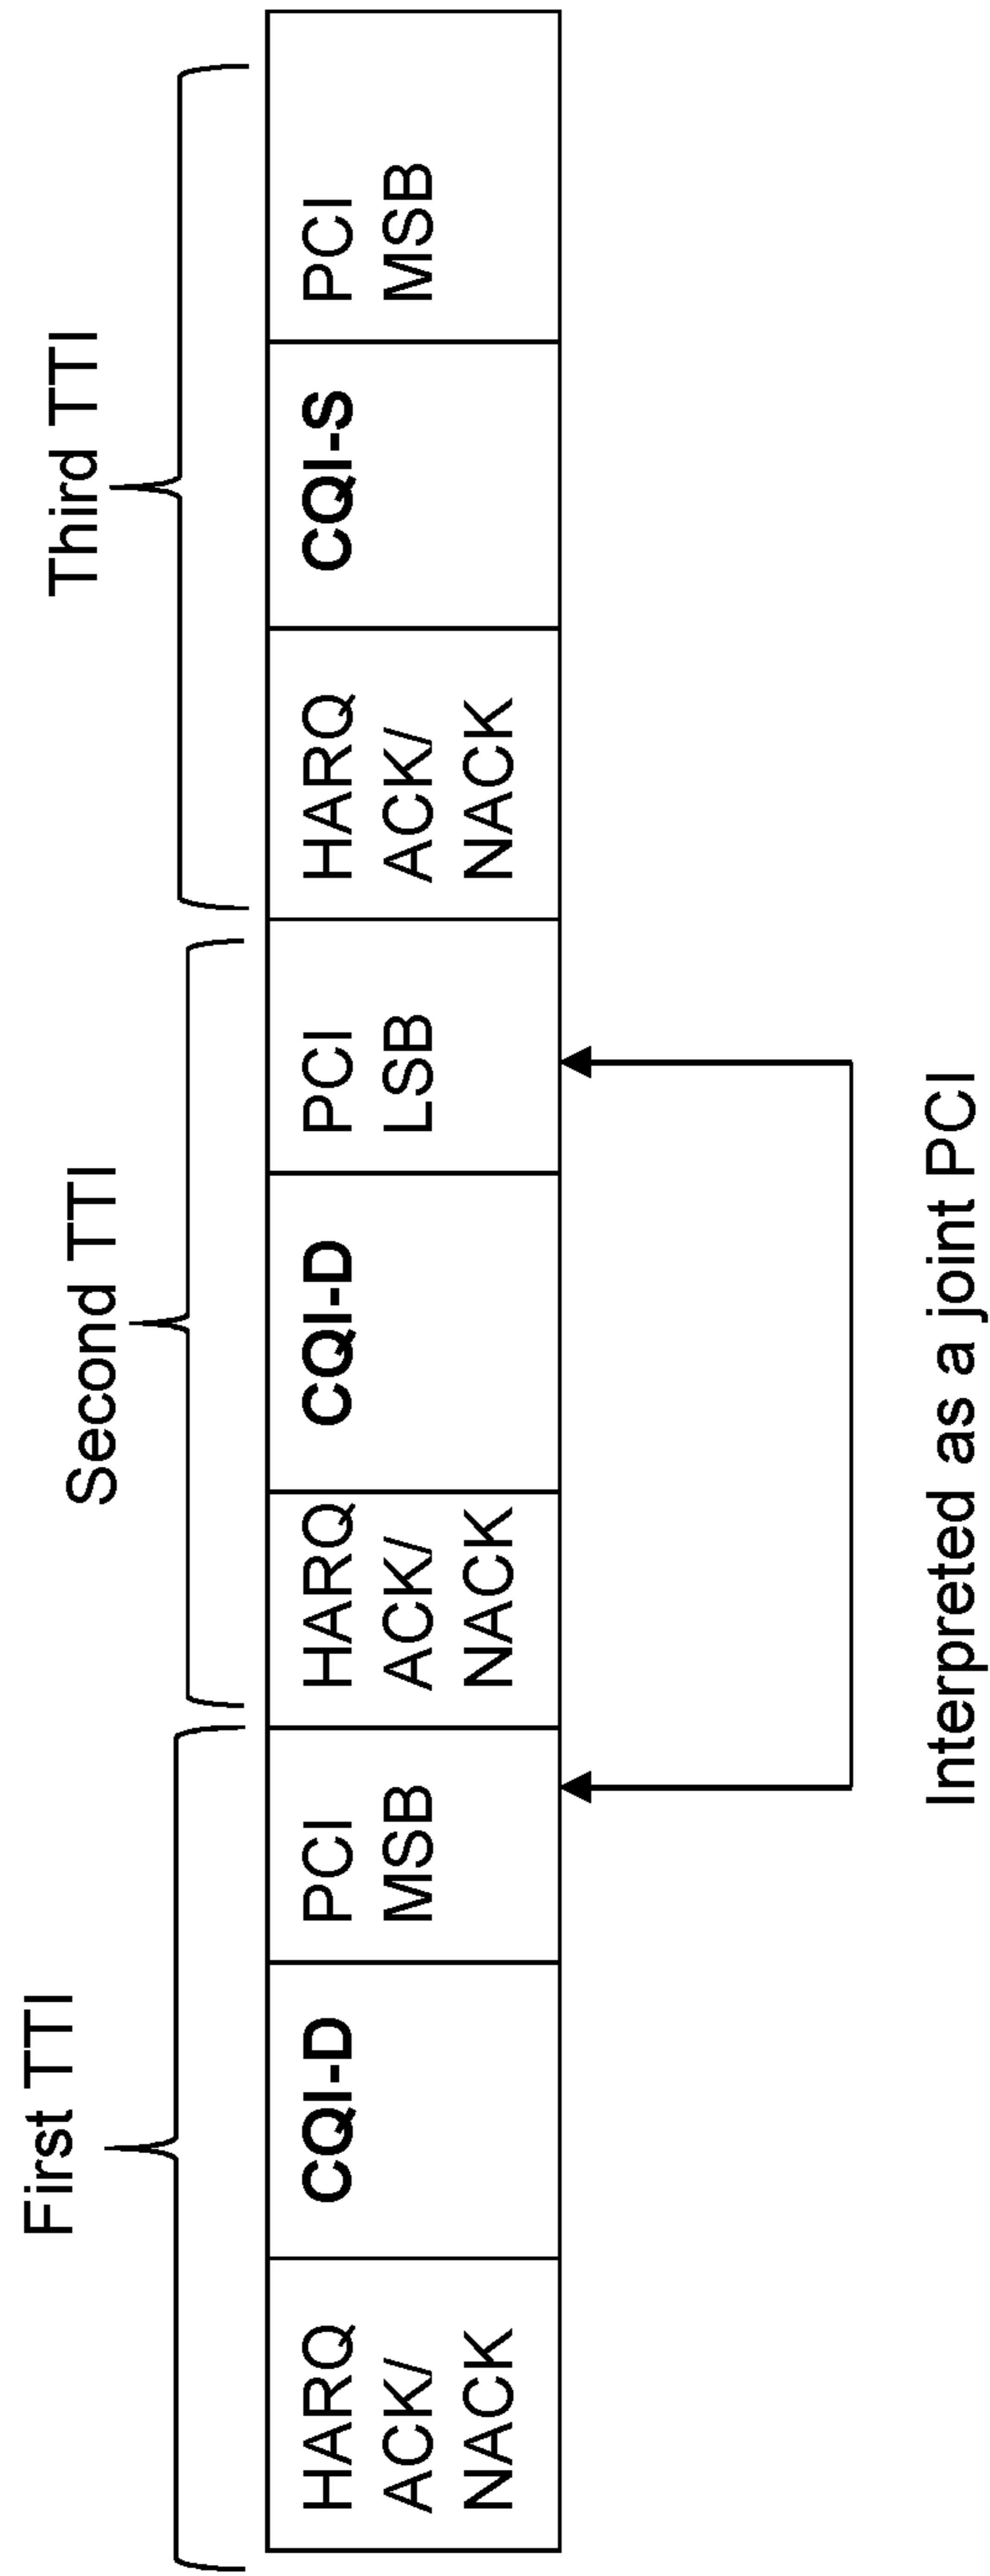 First TTI
Second TTI
Third TTI
HARQ
ACK/
NACK
CQI-D
PCI
MSB
HARQ
ACK/
NACK
CQI-D
PCI
LSB
HARQ
ACK/
NACK
CQI-S
PCI
MSB
Interpreted as a joint PCI